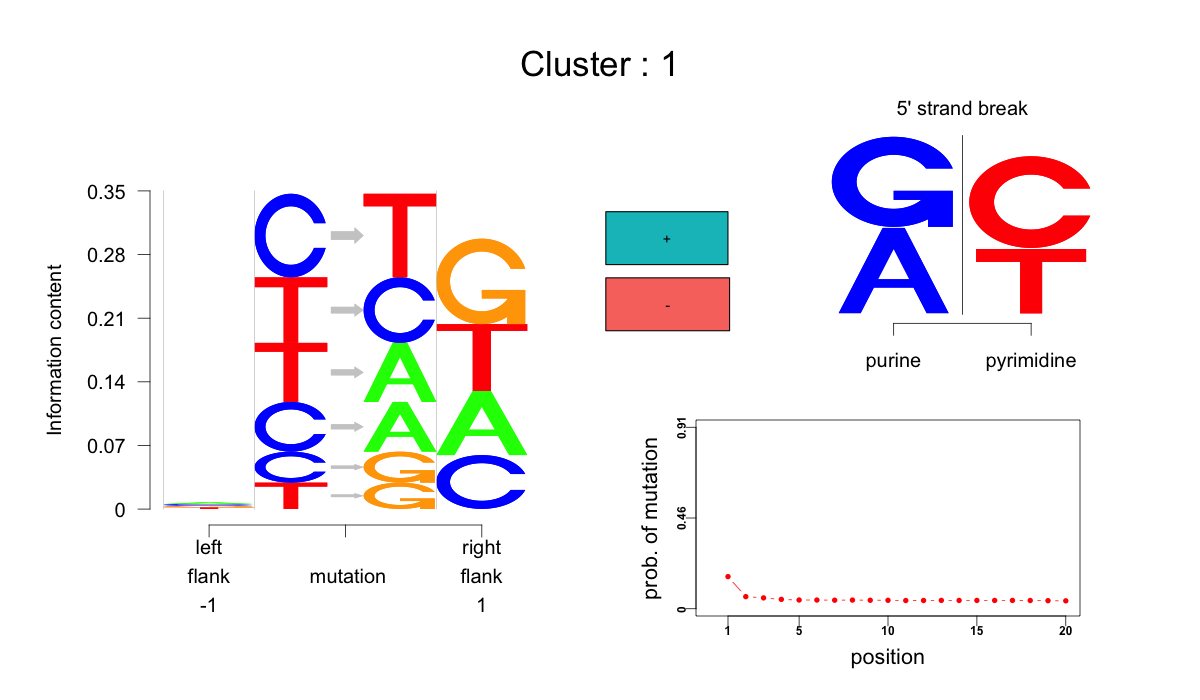 Cluster : 1
5' strand break
Information content
0.35
0.28
0.21
0.14
0.07
0
C T
T C
T A
C A
C G
T G
G
T
A
C
left
flank
-1
mutation
right
flank
1
+
-
G C
A T
purine pyrimidine
prob. of mutation
0.91
0.46
0
1 5 10 15 20
position